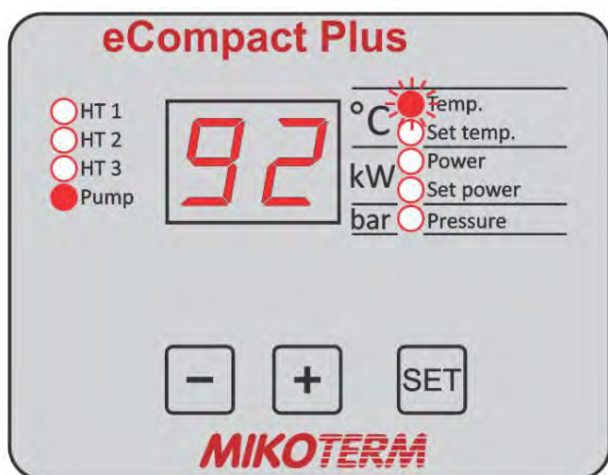 eCompact Plus
HT 1
HT 2
HT 3
Pump
92
°C
Temp.
Set temp.
kW
Power
Set power
bar
Pressure
-
+
SET
MIKOTERM